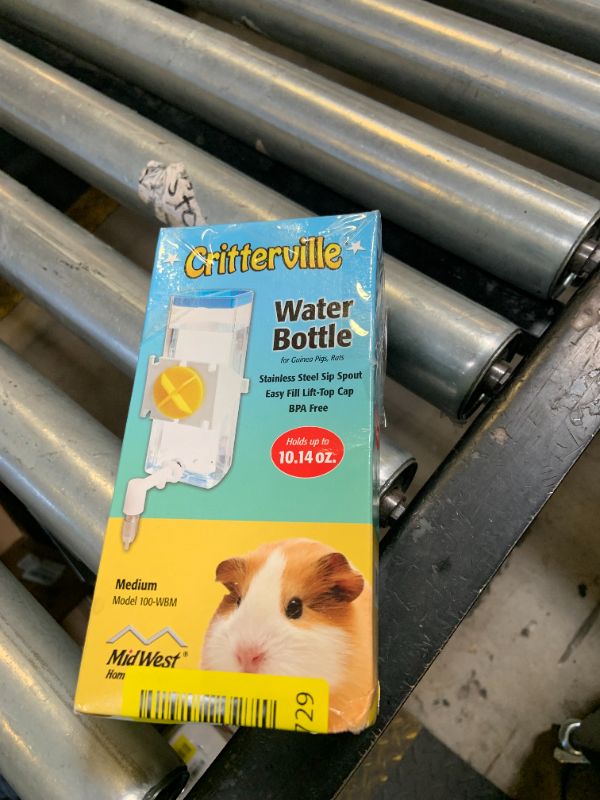 Critterville
Water
Bottle
for Guinea Pigs, Rats
Stainless Steel Sip Spout
Easy Fill Lift-Top Cap
BPA Free
Holds up to
10.14 oz.
Medium
Model 100-WBM
MidWest®
Hom
729